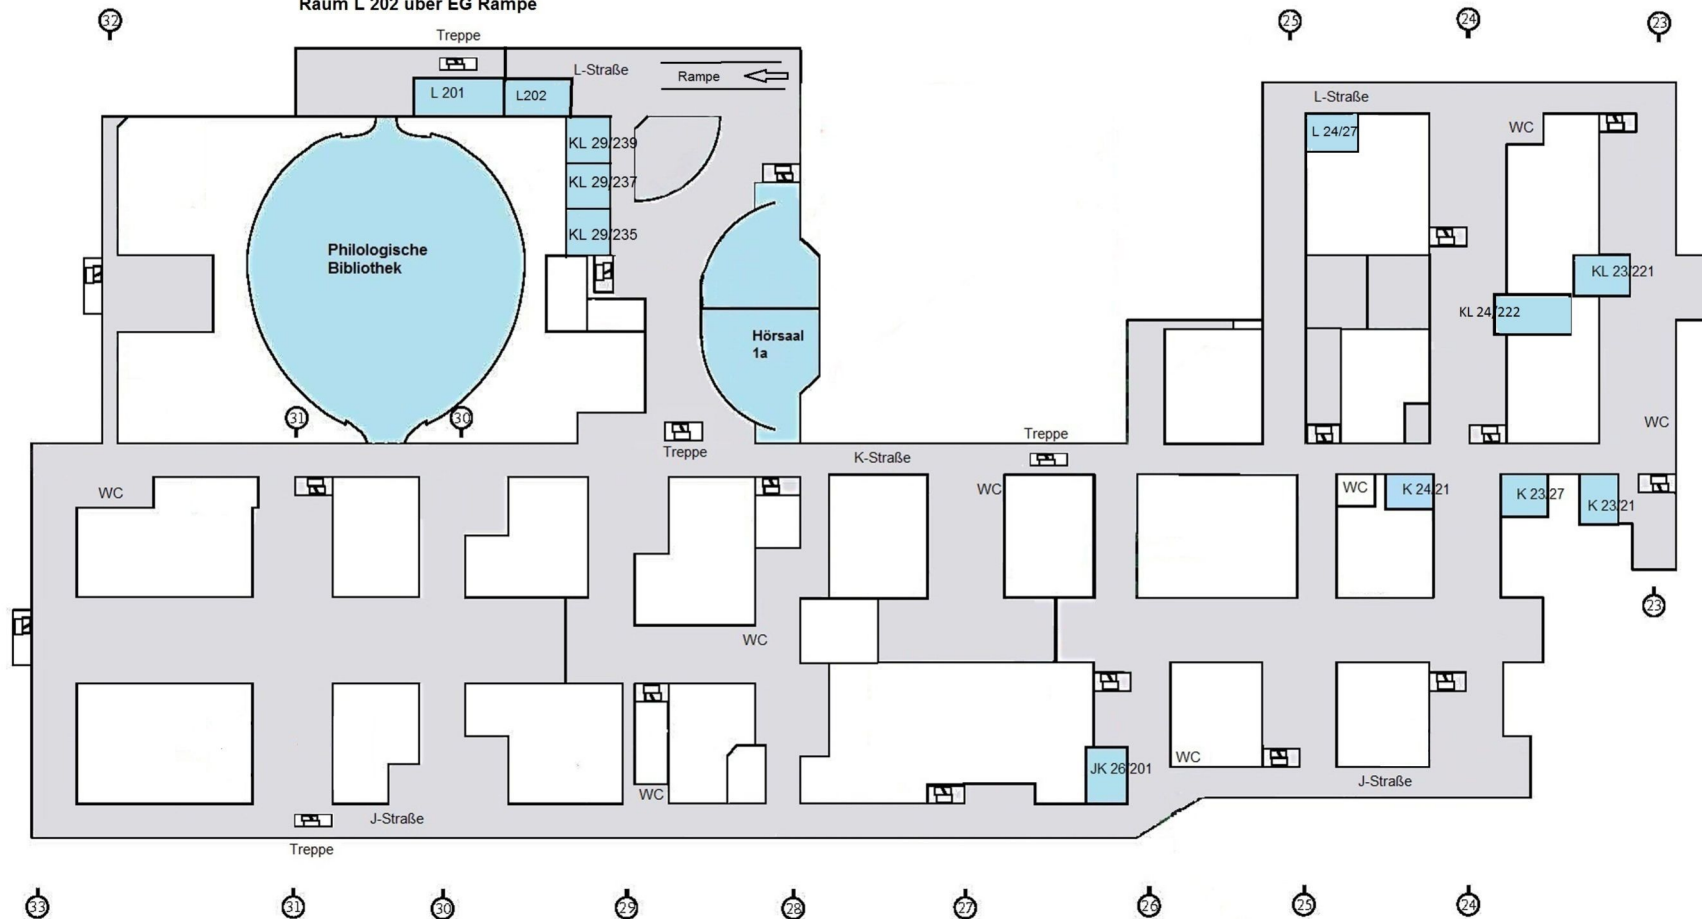 Raum L 202 über EG Rampe
32
25
24
23
Treppe
L-Straße
Rampe
L 201
L202
L-Straße
L 24/27
WC
KL 29/239
KL 29/237
KL 29/235
Philologische
Bibliothek
KL 23/221
KL 24/222
Hörsaal
1a
31
30
WC
Treppe
Treppe
K-Straße
WC
WC
WC
K 24/21
K 23/27
K 23/21
23
WC
WC
JK 26/201
J-Straße
WC
J-Straße
Treppe
33
31
30
29
28
27
26
25
24